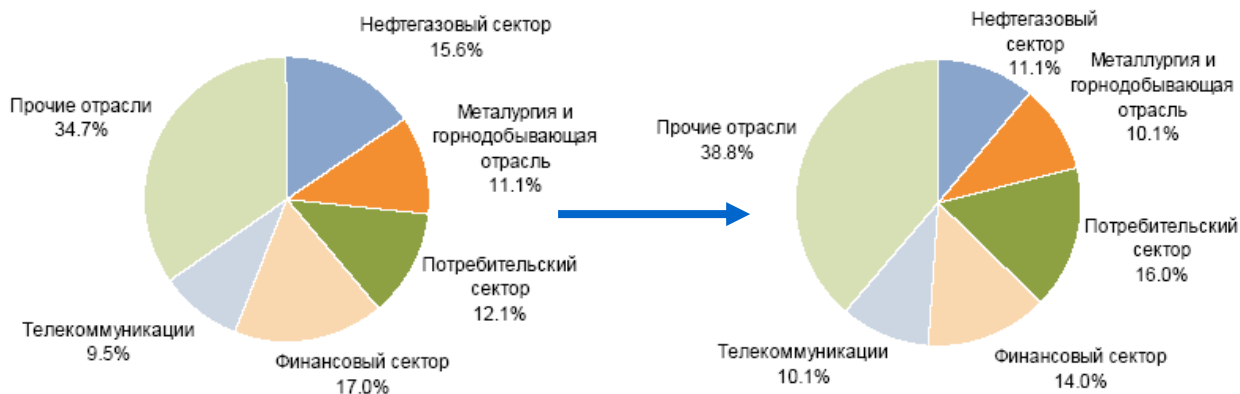 Нефтегазовый сектор
15.6%
Металургия и
горнодобывающая
отрасль
11.1%
Потребительский
сектор
12.1%
Финансовый сектор
17.0%
Телекоммуникации
9.5%
Прочие отрасли
34.7%
Нефтегазовый
сектор
11.1%
Металлургия и
горнодобывающая
отрасль
10.1%
Потребительский
сектор
16.0%
Финансовый сектор
14.0%
Телекоммуникации
10.1%
Прочие отрасли
38.8%